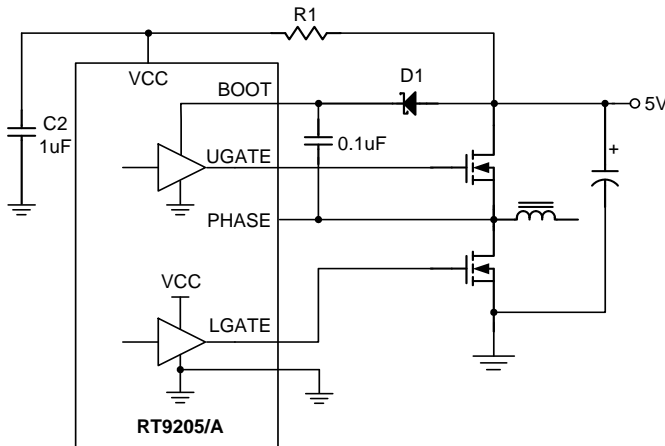 R1
VCC
D1
BOOT
5V
C2
1uF
0.1uF
+
UGATE
PHASE
VCC
LGATE
RT9205/A